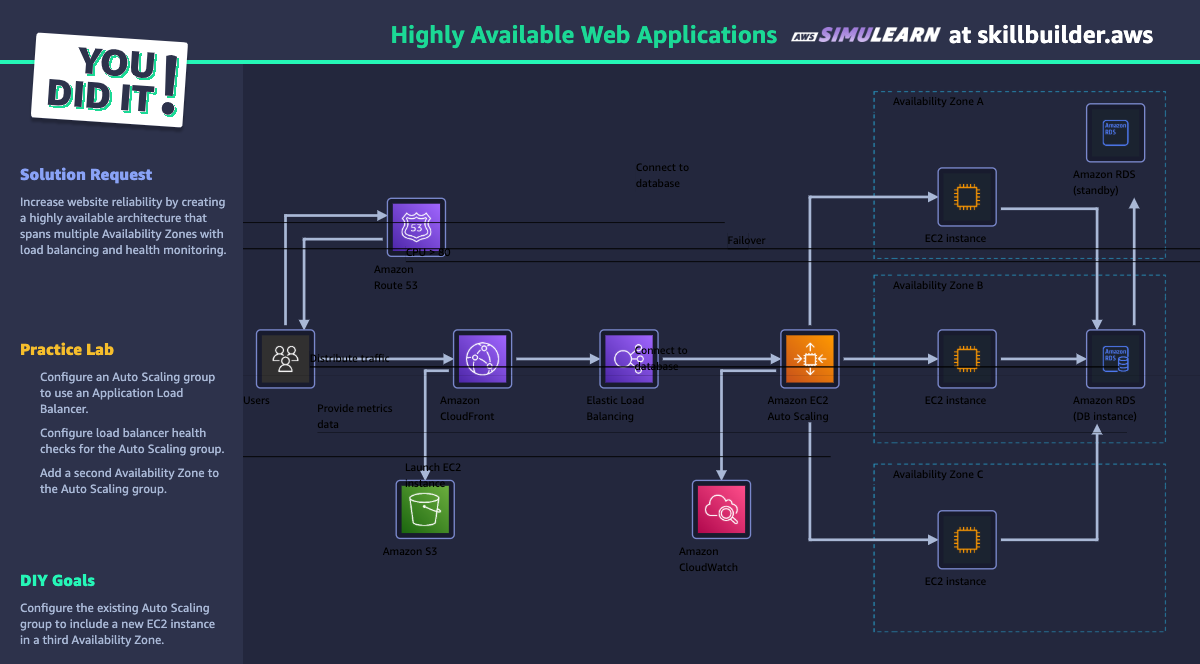 Highly Available Web Applications aws SIMULEARN at skillbuilder.aws
YOU
DID IT!
Solution Request
Increase website reliability by creating
a highly available architecture that
spans multiple Availability Zones with
load balancing and health monitoring.
Practice Lab
Configure an Auto Scaling group
to use an Application Load
Balancer.
Configure load balancer health
checks for the Auto Scaling group.
Add a second Availability Zone to
the Auto Scaling group.
DIY Goals
Configure the existing Auto Scaling
group to include a new EC2 instance
in a third Availability Zone.
Connect to
database
Failover
53
CPU > 80
Amazon
Route 53
Users
Distribute traffic
Provide metrics
data
Amazon
CloudFront
Connect to
database
Elastic Load
Balancing
Amazon EC2
Auto Scaling
Launch EC2
instance
Amazon S3
Amazon
CloudWatch
Availability Zone A
EC2 instance
Amazon
RDS
Amazon RDS
(standby)
Availability Zone B
EC2 instance
Amazon
RDS
Amazon RDS
(DB instance)
Availability Zone C
EC2 instance